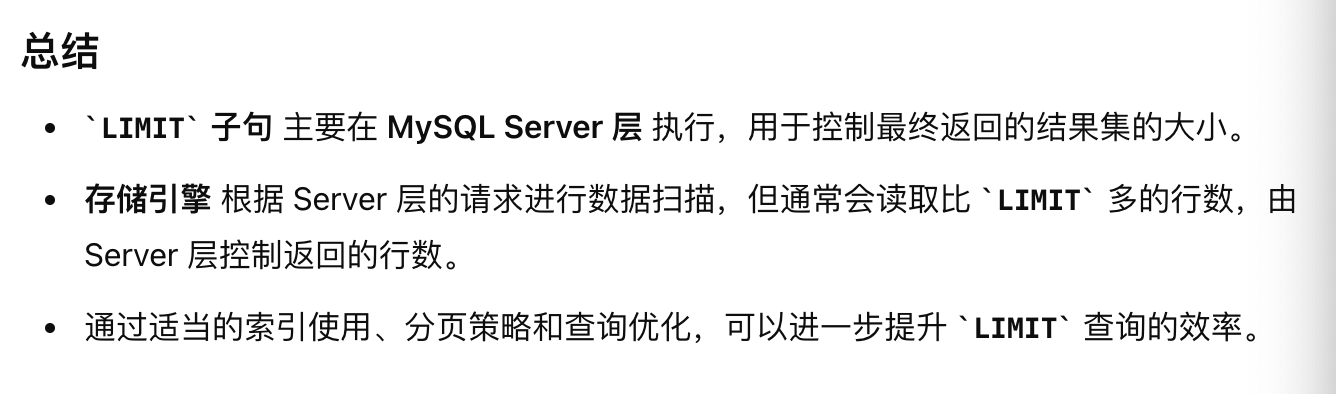 总结
• `LIMIT` 子句 主要在 MySQL Server 层 执行，用于控制最终返回的结果集的大小。
• 存储引擎 根据 Server 层的请求进行数据扫描，但通常会读取比 `LIMIT` 多的行数，由
Server 层控制返回的行数。
• 通过适当的索引使用、分页策略和查询优化，可以进一步提升 `LIMIT` 查询的效率。